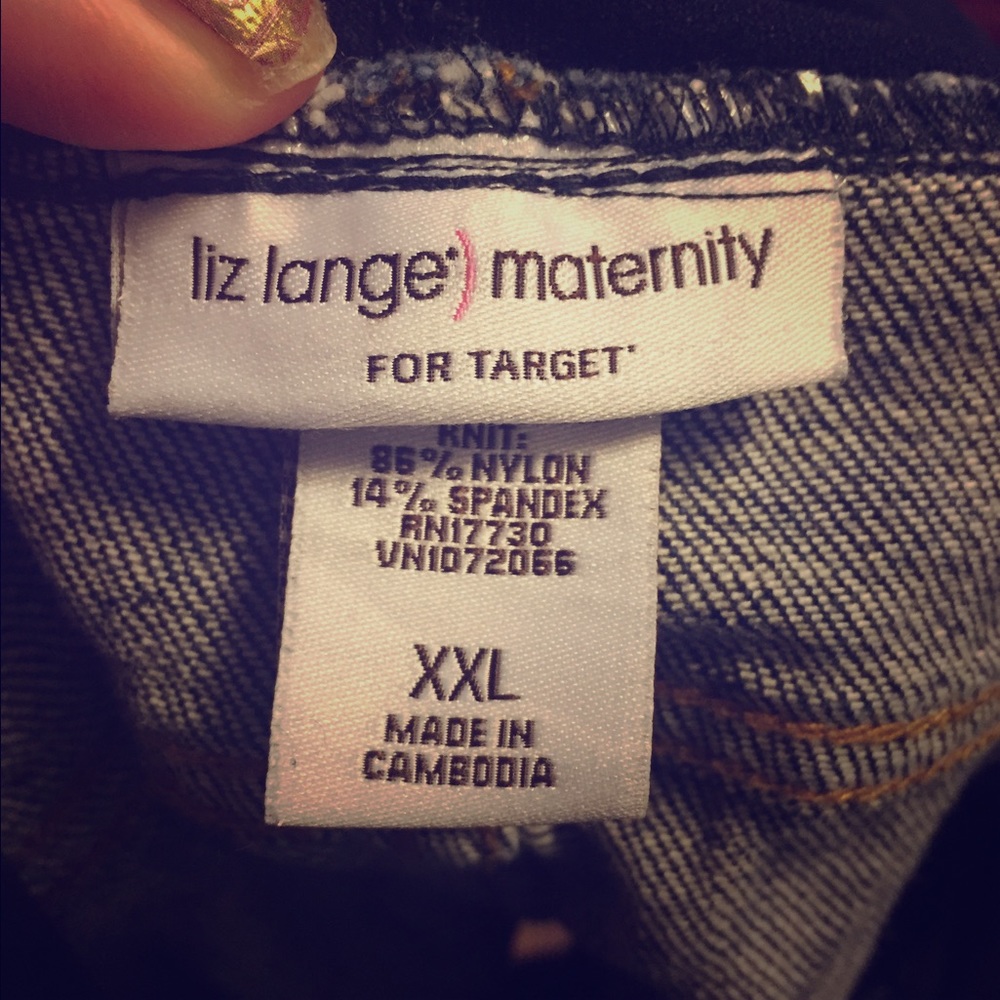 liz lange) maternity
FOR TARGET
KNIT:
86% NYLON
14% SPANDEX
RN17730
VN1072066
XXL
MADE IN
CAMBODIA